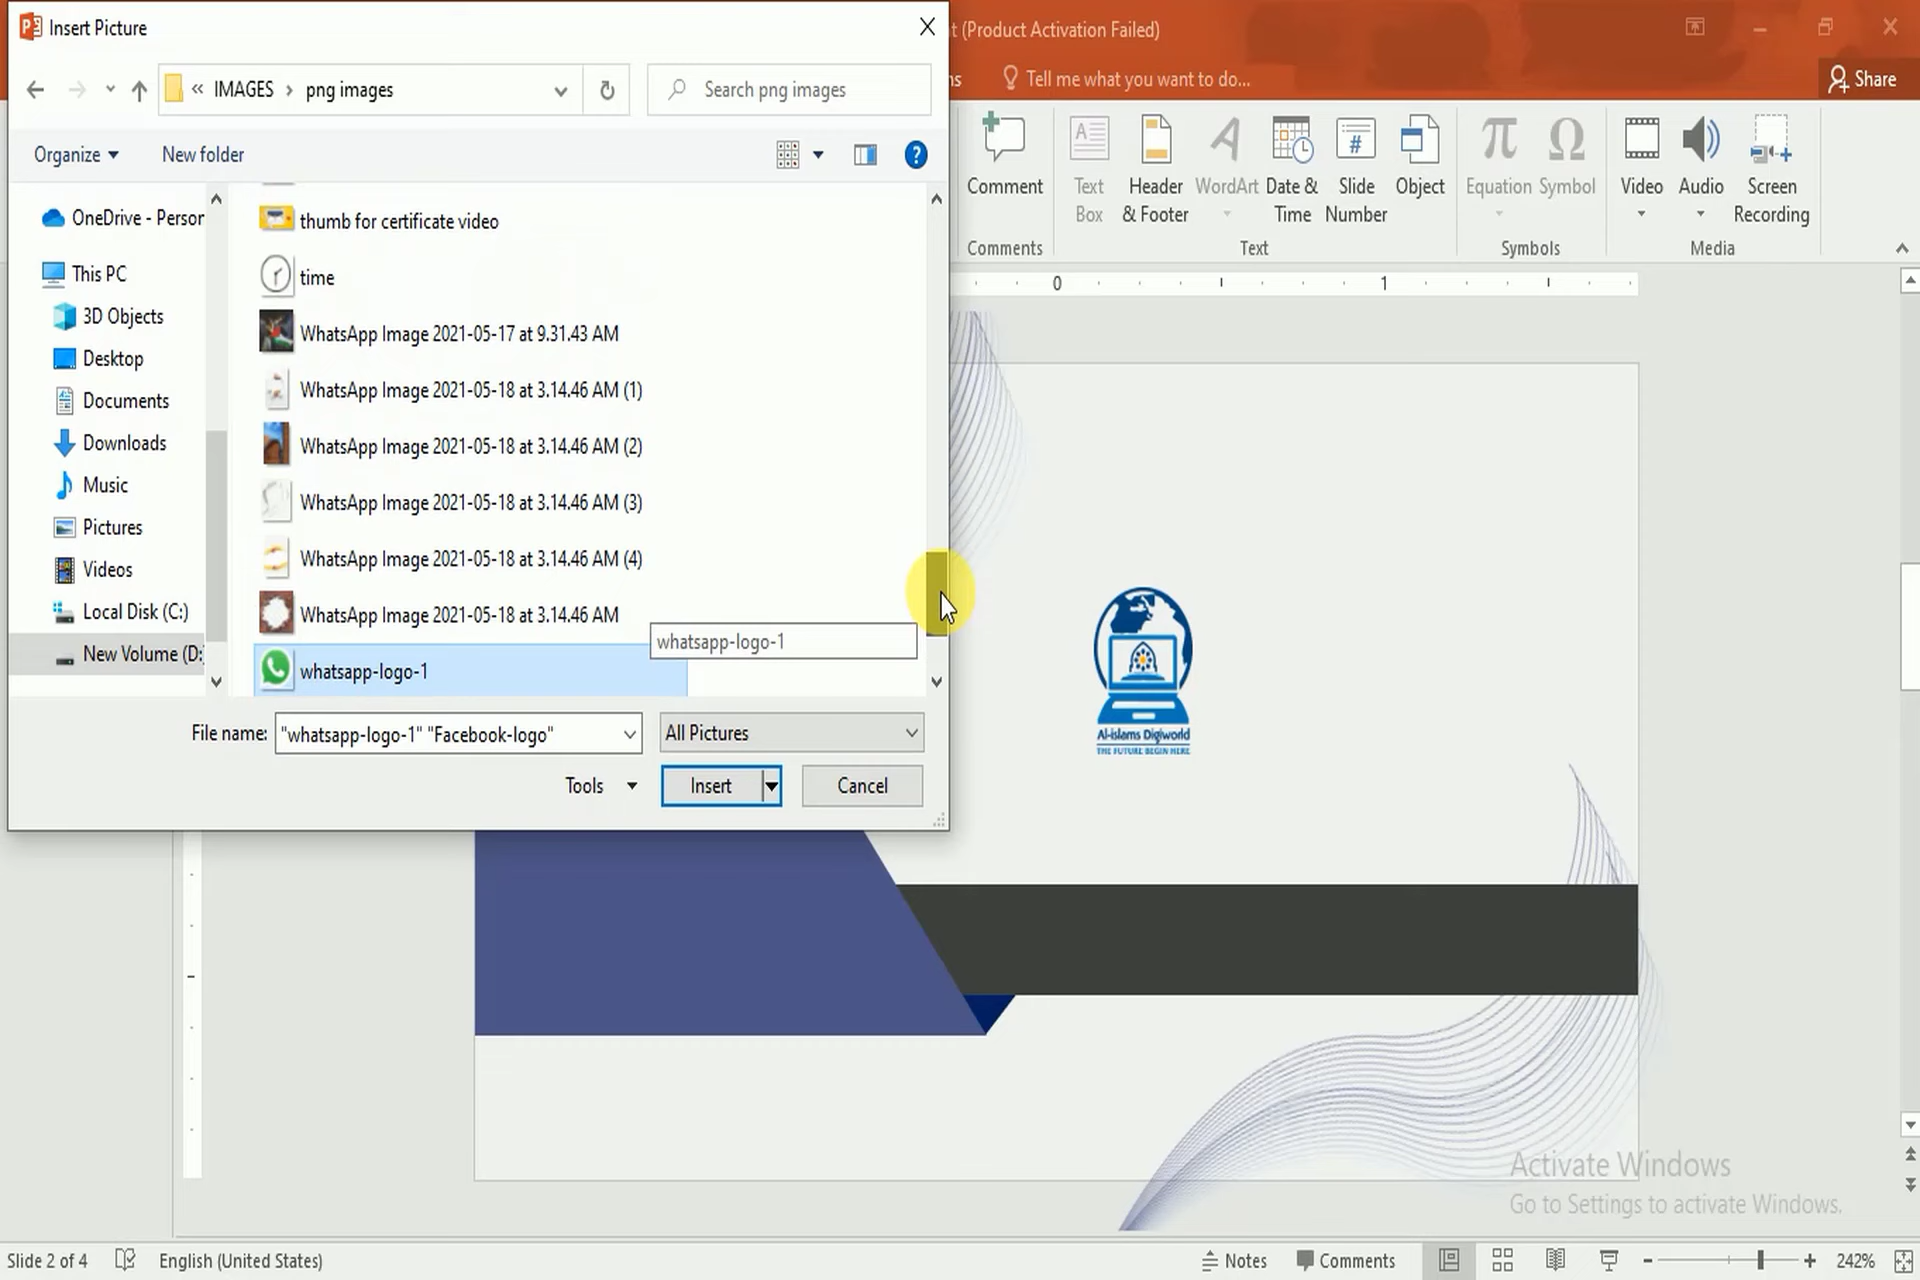 Insert Picture
t (Product Activation Failed)
« IMAGES › png images
Search png images
ns
Tell me what you want to do...
Share
Organize
New folder
?
Comment
Text
Box
Header
& Footer
WordArt
Date &
Time
Slide
Number
Object
Equation
Symbol
Video
Audio
Screen
Recording
Comments
Text
Symbols
Media
OneDrive - Person
This PC
3D Objects
Desktop
Documents
Downloads
Music
Pictures
Videos
Local Disk (C:)
New Volume (D:
thumb for certificate video
time
WhatsApp Image 2021-05-17 at 9.31.43 AM
WhatsApp Image 2021-05-18 at 3.14.46 AM (1)
WhatsApp Image 2021-05-18 at 3.14.46 AM (2)
WhatsApp Image 2021-05-18 at 3.14.46 AM (3)
WhatsApp Image 2021-05-18 at 3.14.46 AM (4)
WhatsApp Image 2021-05-18 at 3.14.46 AM
whatsapp-logo-1
whatsapp-logo-1
File name:
"whatsapp-logo-1" "Facebook-logo"
All Pictures
Tools
Insert
Cancel
0
1
Al-islams Digiworld
THE FUTURE BEGIN HERE
Activate Windows
Go to Settings to activate Windows.
Slide 2 of 4
English (United States)
Notes
Comments
242%